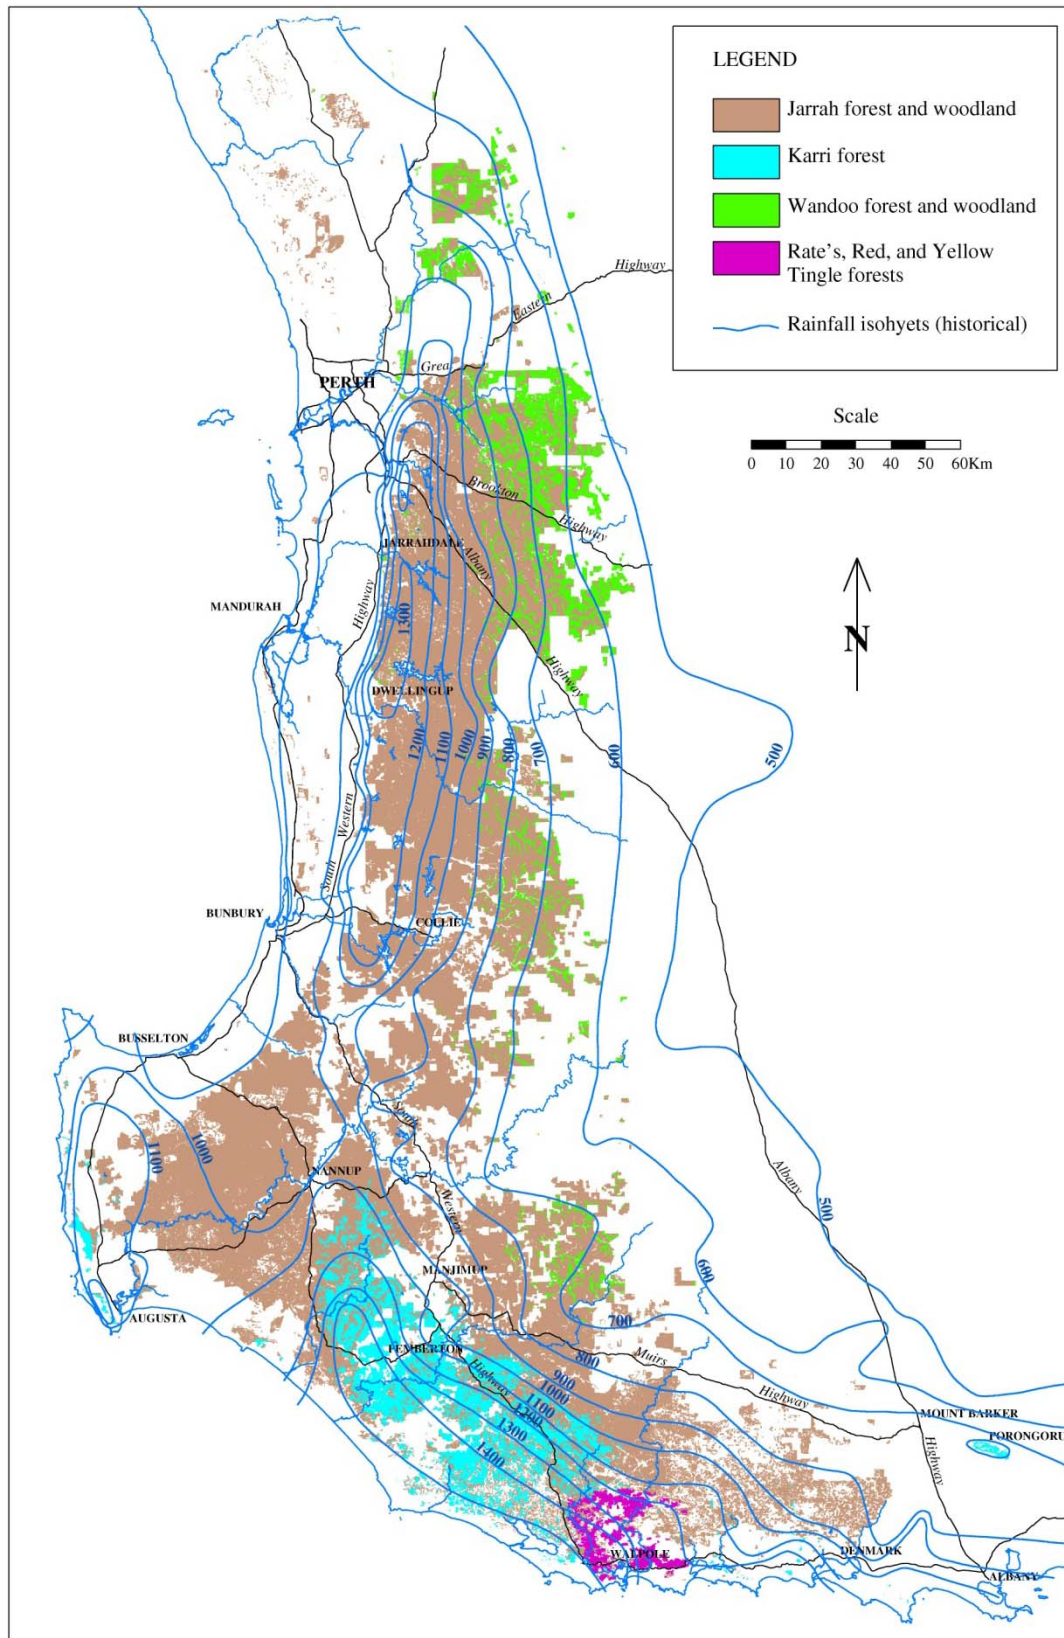 LEGEND
Jarrah forest and woodland
Karri forest
Wandoo forest and woodland
Rate's, Red, and Yellow
Tingle forests
Rainfall isohyets (historical)
Highway
Eastern
Grea
PERTH
Scale
0 10 20 30 40 50 60Km
Brookton
Highway
JARRAHDALE
Albany
MANDURAH
Highway
1300
N
Highway
DWELLINGUP
1200
1100
1000
900
800
700
600
500
Western
South
BUNBURY
COLLIE
BUSSELTON
South
1100
1000
NANNUP
Albany
500
Western
MANJIMUP
600
AUGUSTA
700
PEMBERTON
Muirs
800
Highway
900
Highway
1000
1100
1200
1300
1400
MOUNT BARKER
PORONGORU
Highway
WALPOLE
DENMARK
ALBANY